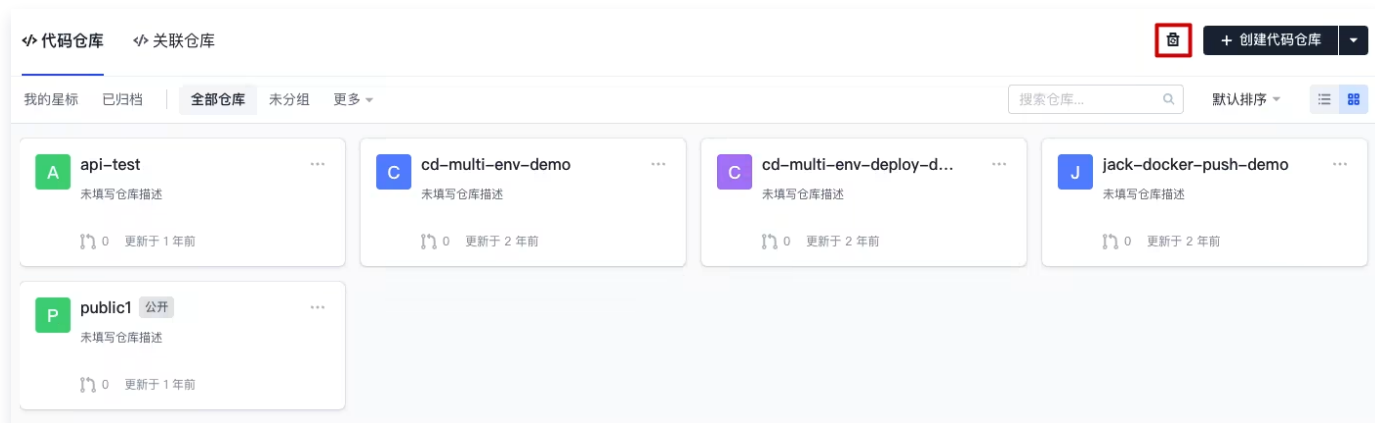 代码仓库 关联仓库 + 创建代码仓库
我的星标 已归档 全部仓库 未分组 更多 搜索仓库... 默认排序
A api-test ···
未填写仓库描述
0 更新于 1 年前
C cd-multi-env-demo ···
未填写仓库描述
0 更新于 2 年前
C cd-multi-env-deploy-d... ···
未填写仓库描述
0 更新于 2 年前
J jack-docker-push-demo ···
未填写仓库描述
0 更新于 2 年前
P public1 公开 ···
未填写仓库描述
0 更新于 1 年前